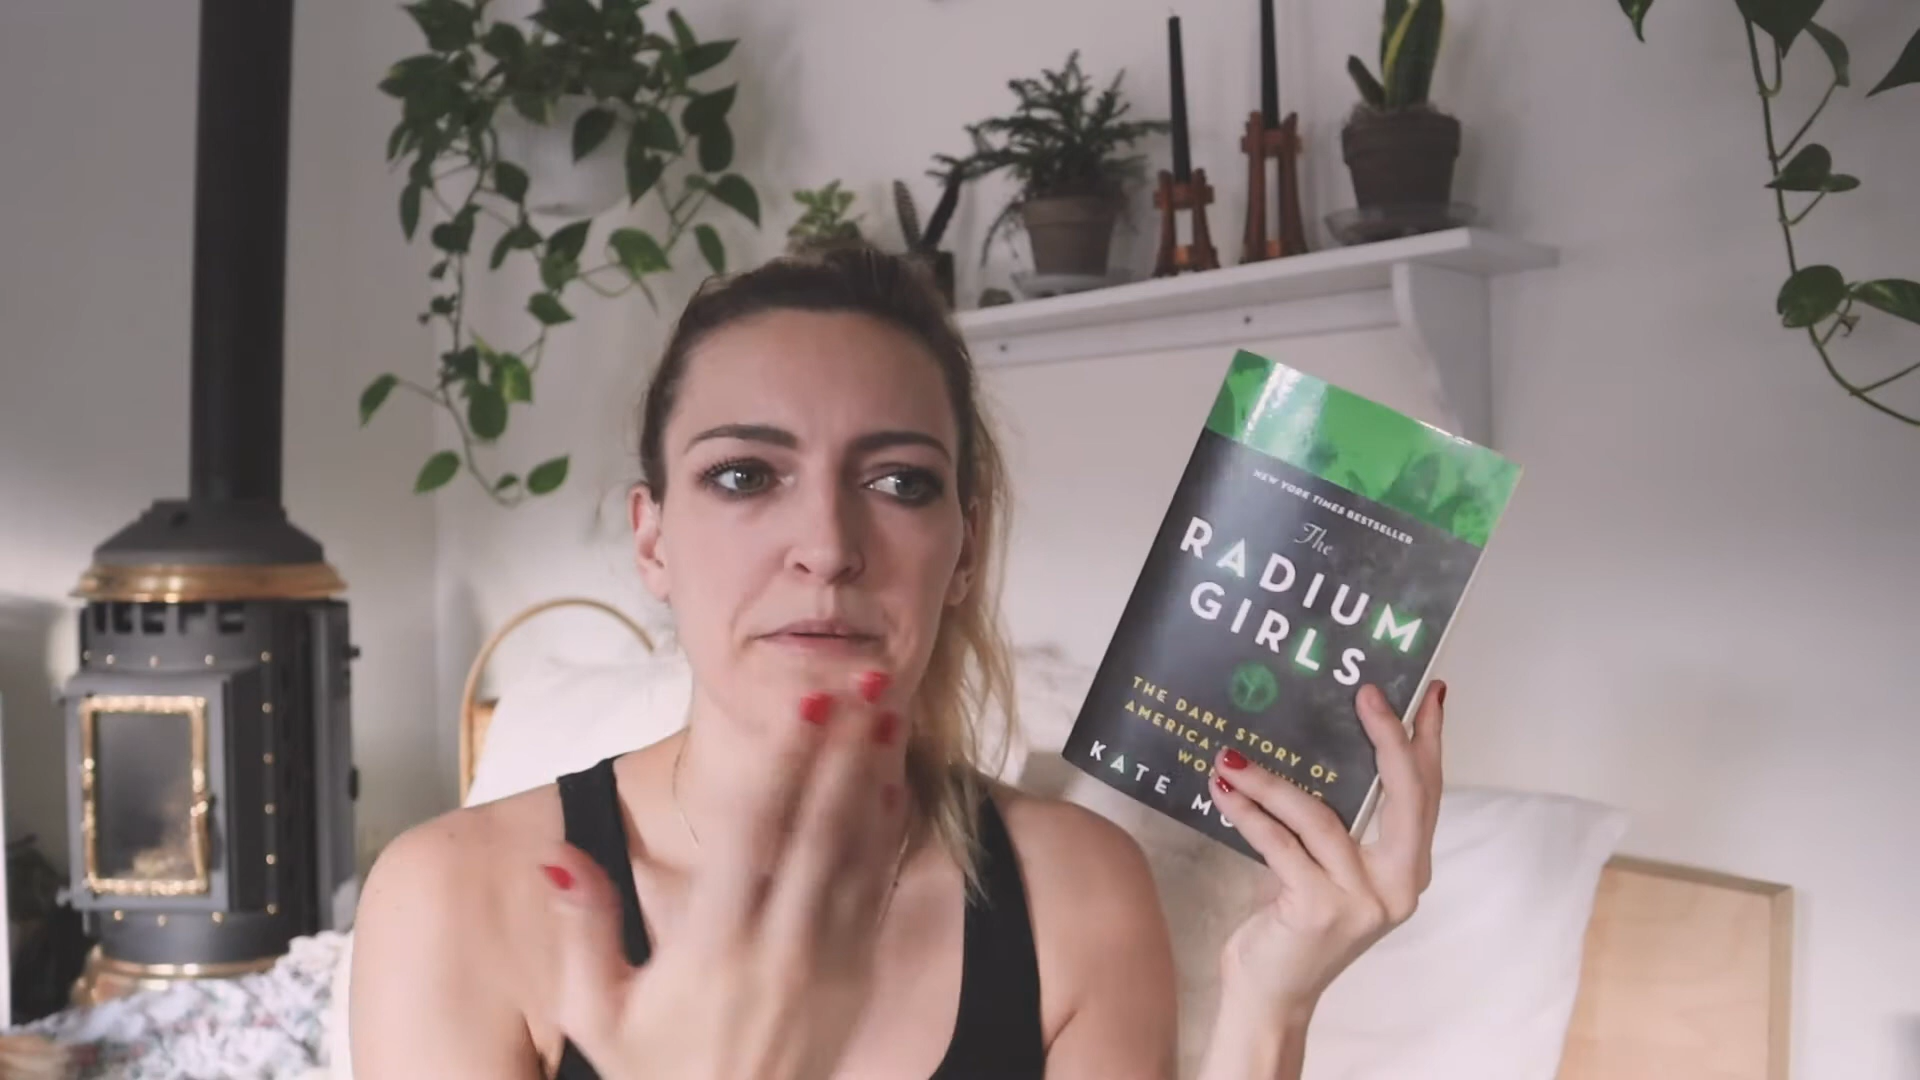 NEW YORK TIMES BESTSELLER
The
RADIUM
GIRLS
THE DARK STORY OF
AMERICA'S
KATE